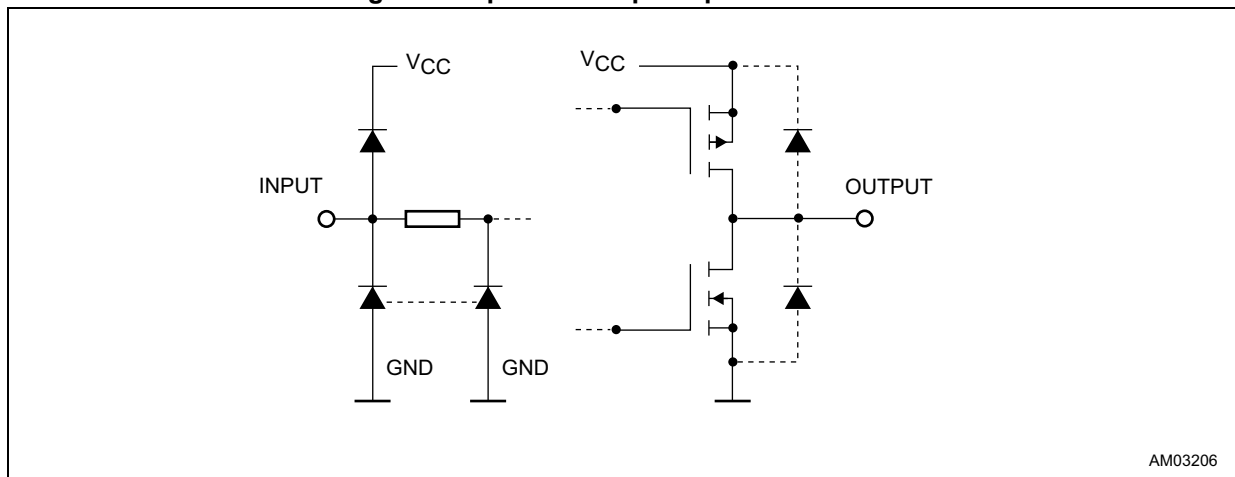 VCC
VCC
INPUT
OUTPUT
GND
GND
AM03206